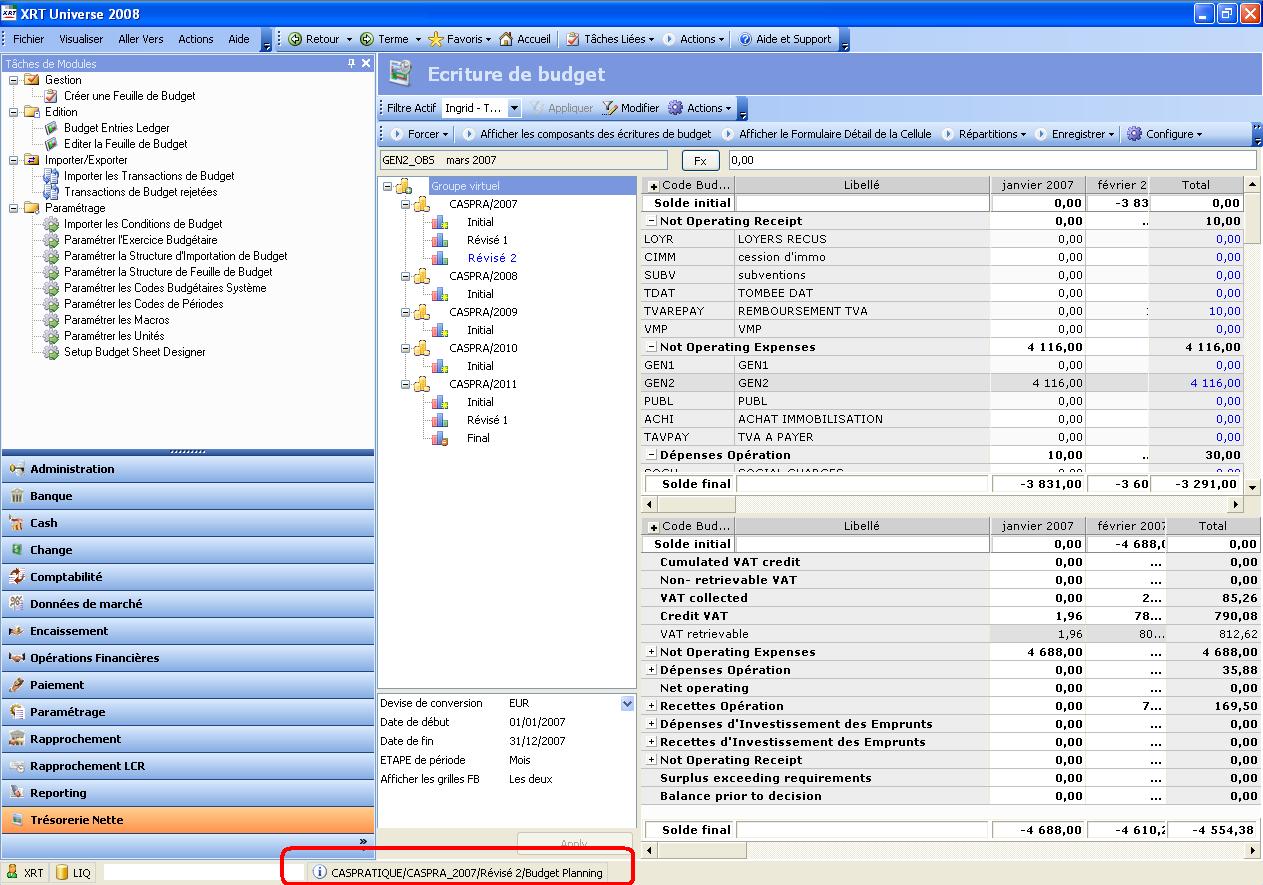 XRT Universe 2008
Fichier Visualiser Aller Vers Actions Aide Retour Terme Favoris Accueil Tâches Liées Actions Aide et Support
Tâches de Modules
Gestion
Créer une Feuille de Budget
Edition
Budget Entries Ledger
Editer la Feuille de Budget
Importer/Exporter
Importer les Transactions de Budget
Transactions de Budget rejetées
Paramétrage
Importer les Conditions de Budget
Paramétrer l'Exercice Budgétaire
Paramétrer la Structure d'Importation de Budget
Paramétrer la Structure de Feuille de Budget
Paramétrer les Codes Budgétaires Système
Paramétrer les Codes de Périodes
Paramétrer les Macros
Paramétrer les Unités
Setup Budget Sheet Designer
Administration
Banque
Cash
Change
Comptabilité
Données de marché
Encaissement
Opérations Financières
Paiement
Paramétrage
Rapprochement
Rapprochement LCR
Reporting
Trésorerie Nette
»
Ecriture de budget
Filtre Actif Ingrid - T... Appliquer Modifier Actions
Forcer Afficher les composants des écritures de budget Afficher le Formulaire Détail de la Cellule Répartitions Enregistrer Configure
GEN2_OBS mars 2007 Fx 0,00
Groupe virtuel
CASPRA/2007
Initial
Révisé 1
Révisé 2
CASPRA/2008
Initial
CASPRA/2009
Initial
CASPRA/2010
Initial
CASPRA/2011
Initial
Révisé 1
Final
Devise de conversion EUR
Date de début 01/01/2007
Date de fin 31/12/2007
ETAPE de période Mois
Afficher les grilles FB Les deux
Apply
Code Bud... Libellé janvier 2007 février 2 Total
Solde initial 0,00 -3 83 0,00
Not Operating Receipt 0,00 .. 10,00
LOYR LOYERS RECUS 0,00 0,00
CIMM cession d'immo 0,00 0,00
SUBV subventions 0,00 0,00
TDAT TOMBEE DAT 0,00 0,00
TVAREPAY REMBOURSEMENT TVA 0,00 10,00
VMP VMP 0,00 0,00
Not Operating Expenses 4 116,00 4 116,00
GEN1 GEN1 0,00 0,00
GEN2 GEN2 4 116,00 4 116,00
PUBL PUBL 0,00 0,00
ACHI ACHAT IMMOBILISATION 0,00 0,00
TAVPAY TVA A PAYER 0,00 0,00
Dépenses Opération 10,00 .. 30,00
Solde final -3 831,00 -3 60 -3 291,00
Code Bud... Libellé janvier 2007 février 2007 Total
Solde initial 0,00 -4 688,0 0,00
Cumulated VAT credit 0,00 ... 0,00
Non- retrievable VAT 0,00 ... 0,00
VAT collected 0,00 2... 85,26
Credit VAT 1,96 78... 790,08
VAT retrievable 1,96 80... 812,62
Not Operating Expenses 4 688,00 ... 4 688,00
Dépenses Opération 0,00 ... 35,88
Net operating 0,00 ... 0,00
Recettes Opération 0,00 7... 169,50
Dépenses d'Investissement des Emprunts 0,00 ... 0,00
Recettes d'Investissement des Emprunts 0,00 ... 0,00
Not Operating Receipt 0,00 ... 0,00
Surplus exceeding requirements 0,00 ... 0,00
Balance prior to decision 0,00 ... 0,00
Solde final -4 688,00 -4 610,2 -4 554,38
XRT LIQ CASPRATIQUE/CASPRA_2007/Révisé 2/Budget Planning